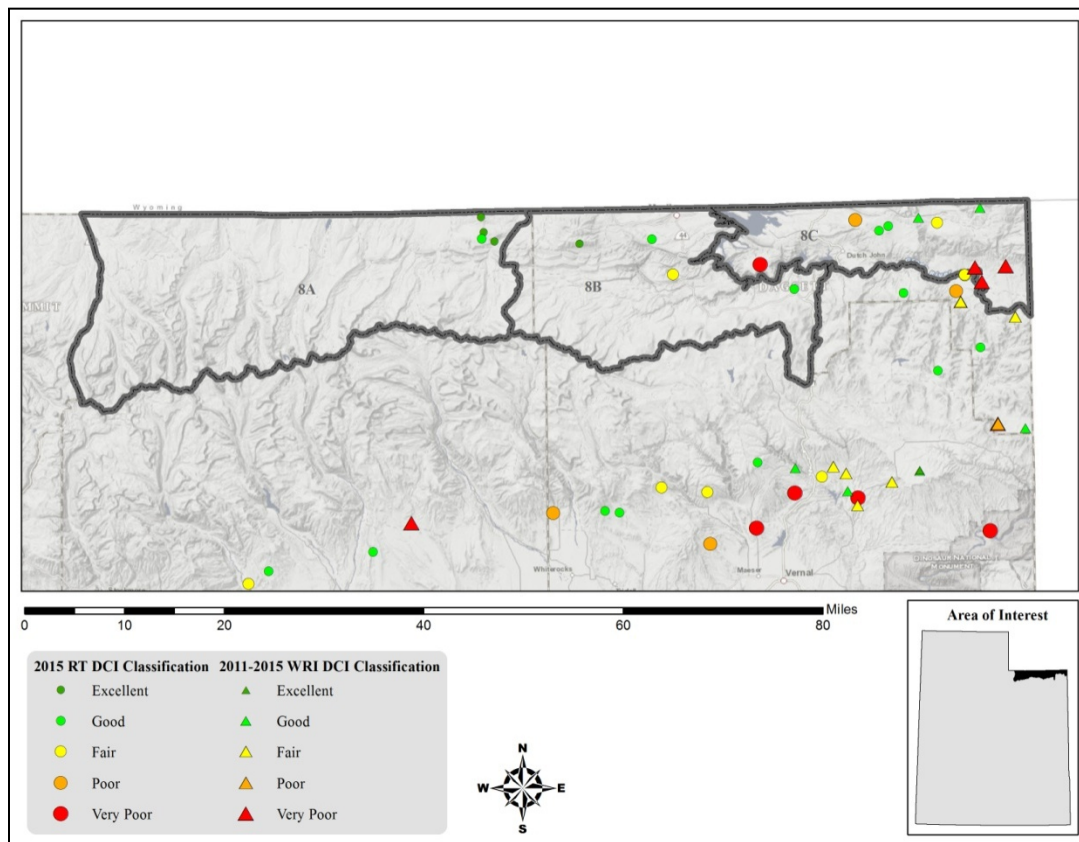 Wyoming
44
8C
Dutch John
8A
8B
MMIT
DINOSAUR NATIONAL
MONUMENT
Whiterocks
Maeser
Vernal
Miles
0 10 20 40 60 80
Area of Interest
2015 RT DCI Classification 2011-2015 WRI DCI Classification
Excellent Excellent
Good Good
Fair Fair
Poor Poor
Very Poor Very Poor
N
W E
S